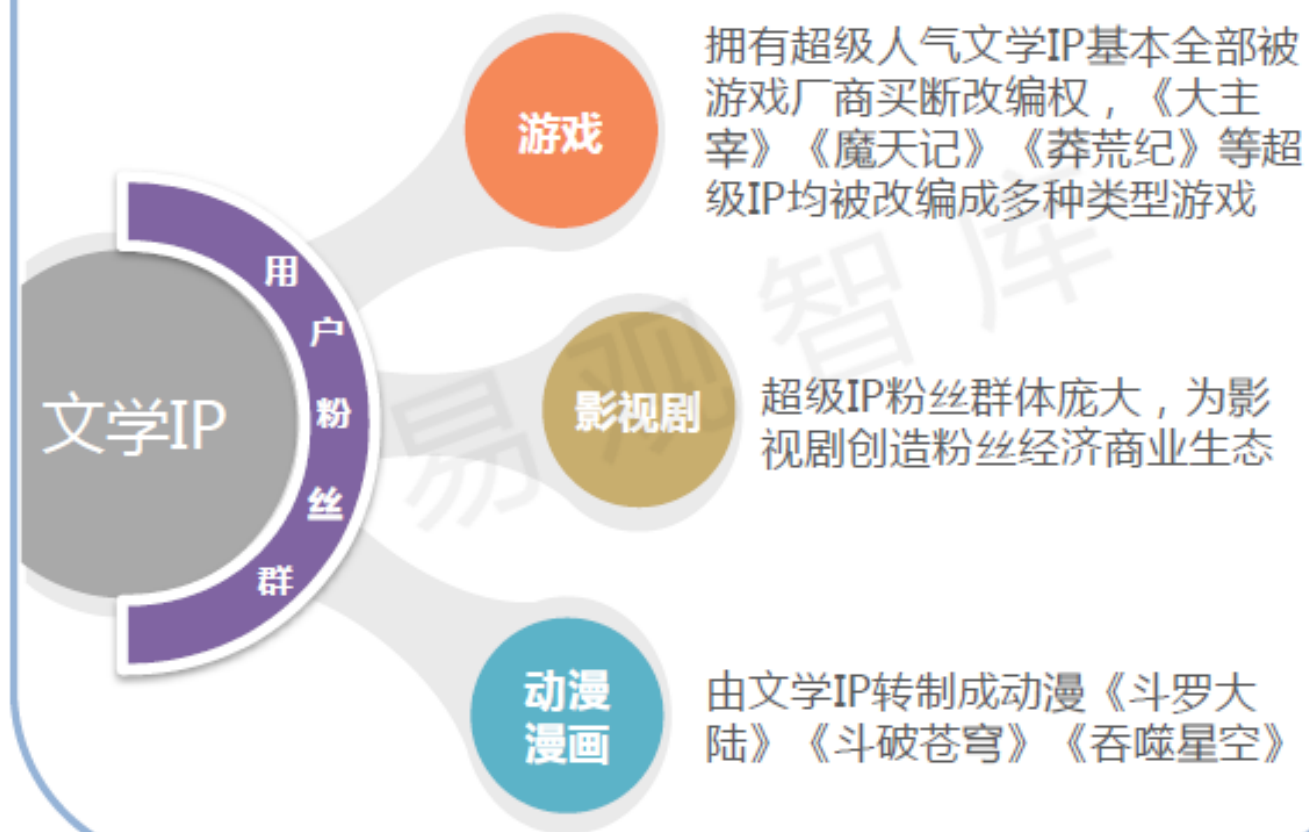 拥有超级人气文学IP基本全部被
游戏厂商买断改编权，《大主
宰》《魔天记》《莽荒纪》等超
级IP均被改编成多种类型游戏
游戏
用户粉丝群
文学IP
影视剧
超级IP粉丝群体庞大，为影
视剧创造粉丝经济商业生态
动漫
漫画
由文学IP转制成动漫《斗罗大
陆》《斗破苍穹》《吞噬星空》
易观智库